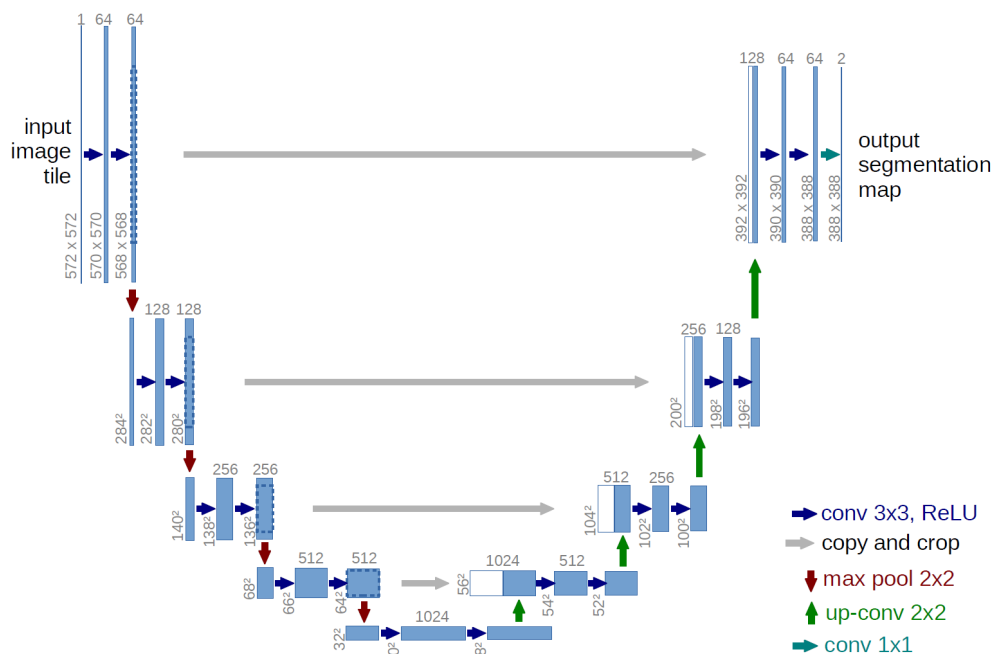 1 64 64
128 64 64 2
input
image
tile
output
segmentation
map
572 x 572
570 x 570
568 x 568
392 x 392
390 x 390
388 x 388
388 x 388
128 128
256 128
284²
282²
280²
200²
198²
196²
256 256
512 256
140²
138²
136²
104²
102²
100²
512 512
1024 512
68²
66²
64²
56²
54²
52²
1024
32²
conv 3x3, ReLU
copy and crop
max pool 2x2
up-conv 2x2
conv 1x1